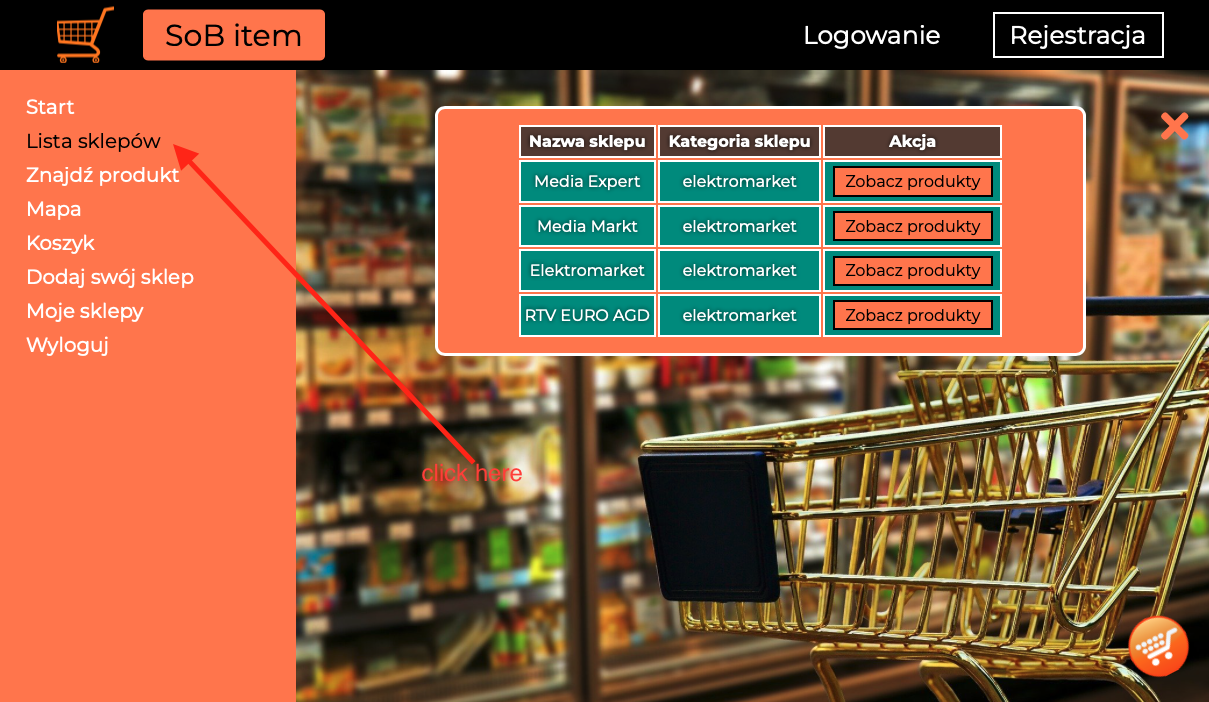 SoB item
Logowanie
Rejestracja
Start
Lista sklepów
Znajdź produkt
Mapa
Koszyk
Dodaj swój sklep
Moje sklepy
Wyloguj
Nazwa sklepu Kategoria sklepu Akcja
Media Expert elektromarket Zobacz produkty
Media Markt elektromarket Zobacz produkty
Elektromarket elektromarket Zobacz produkty
RTV EURO AGD elektromarket Zobacz produkty
click here